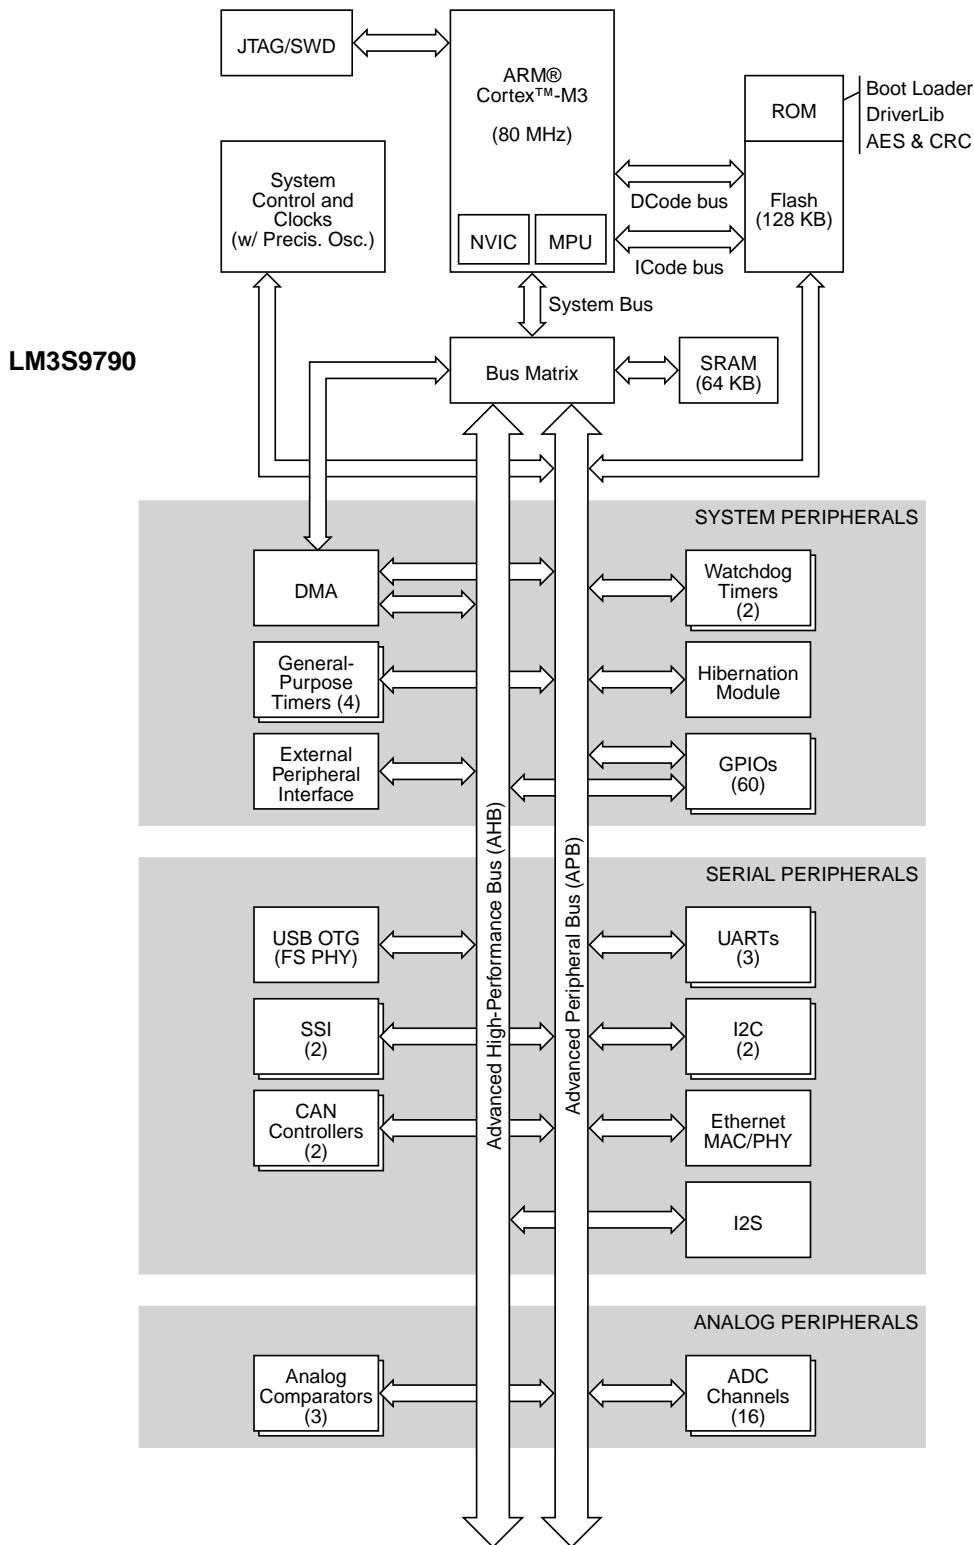 JTAG/SWD
ARM®
Cortex™-M3
(80 MHz)
NVIC
MPU
ROM
Boot Loader
DriverLib
AES & CRC
System
Control and
Clocks
(w/ Precis. Osc.)
DCode bus
Flash
(128 KB)
ICode bus
System Bus
LM3S9790
Bus Matrix
SRAM
(64 KB)
SYSTEM PERIPHERALS
DMA
Watchdog
Timers
(2)
General-
Purpose
Timers (4)
Hibernation
Module
External
Peripheral
Interface
GPIOs
(60)
Advanced High-Performance Bus (AHB)
Advanced Peripheral Bus (APB)
SERIAL PERIPHERALS
USB OTG
(FS PHY)
UARTs
(3)
SSI
(2)
I2C
(2)
CAN
Controllers
(2)
Ethernet
MAC/PHY
I2S
ANALOG PERIPHERALS
Analog
Comparators
(3)
ADC
Channels
(16)